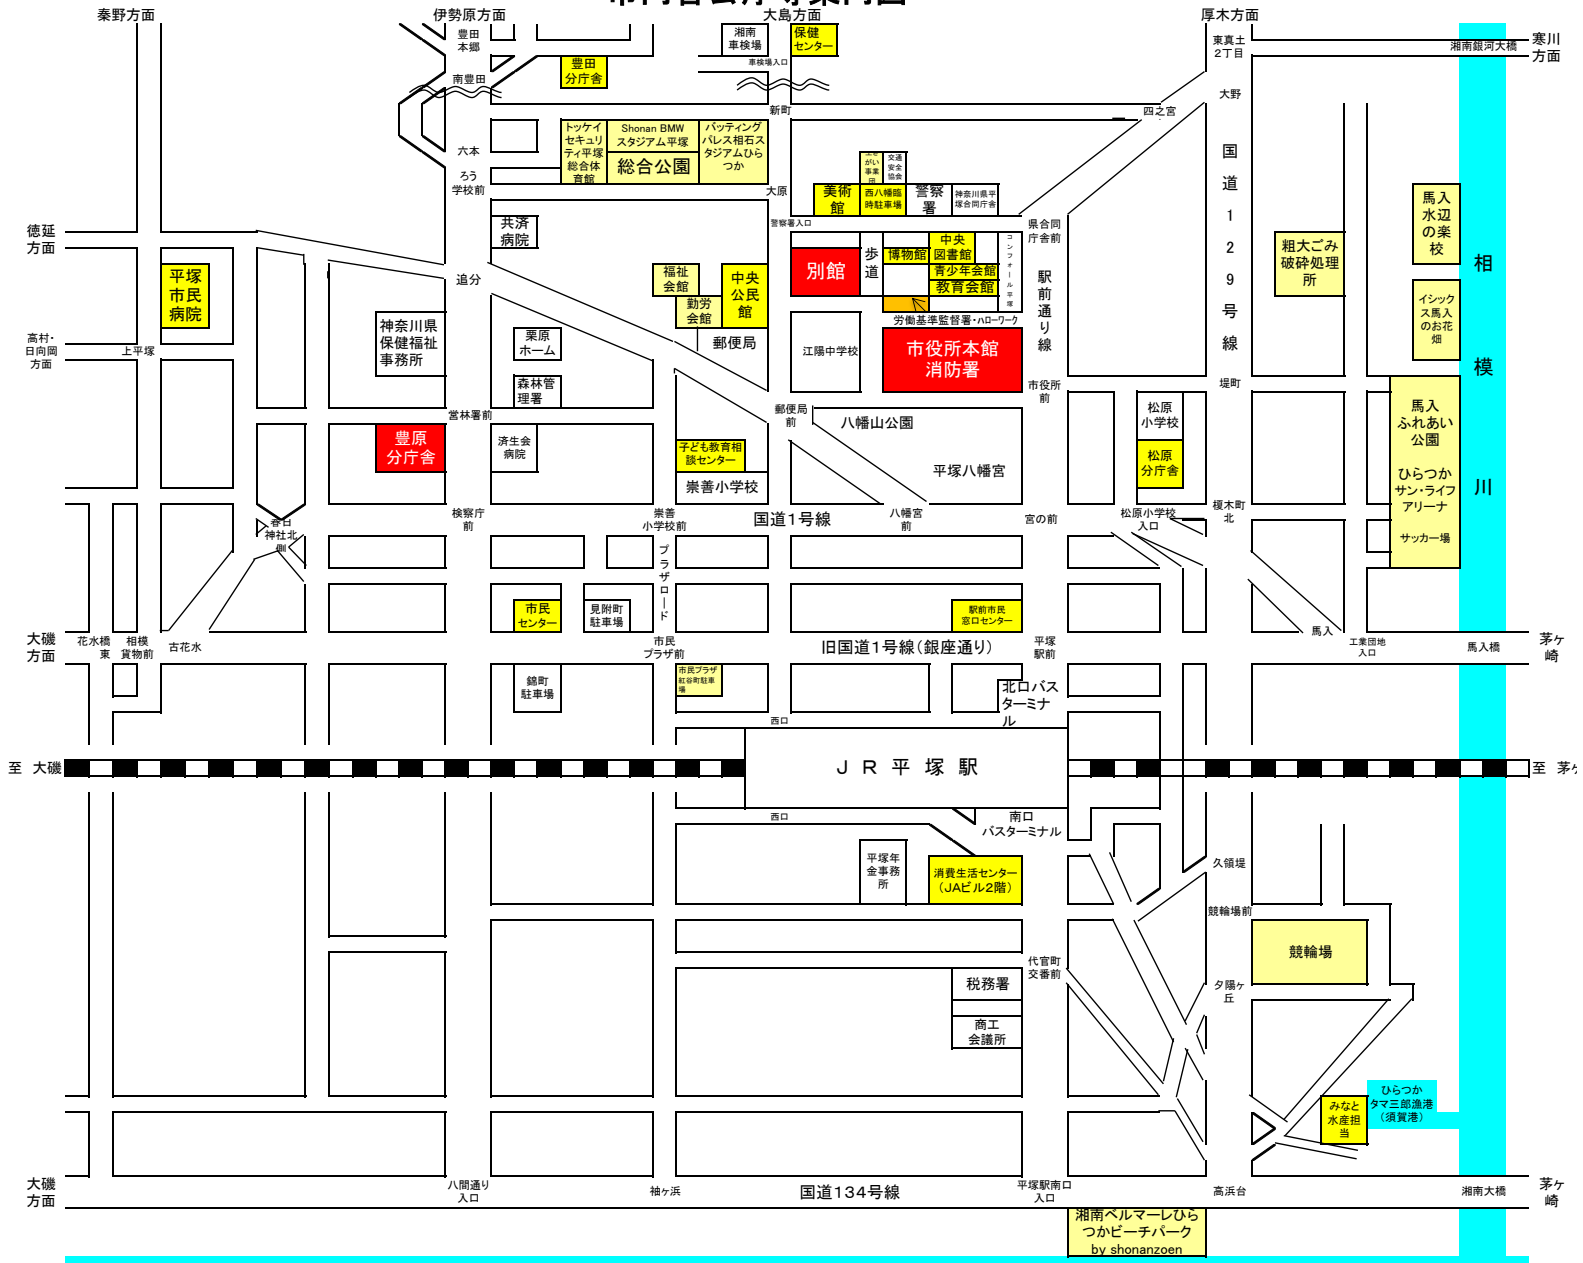 秦野方面
伊勢原方面
大島方面
厚木方面
豊田
本郷
湘南
車検場
保健
センター
東真土
2丁目
湘南銀河大橋
寒川
方面
車検場入口
豊田
分庁舎
南豊田
新町
四之宮
大野
トッケイ
セキュリ
ティ平塚
総合体
育館
Shonan BMW
スタジアム平塚
総合公園
バッティング
パレス相石ス
タジアムひら
つか
六本
ろう
学校前
大原
がい
事業
団
交通
安全
協会
美術
館
西八幡臨
時駐車場
警察
署
神奈川県平
塚合同庁舎
国道129号線
馬入
水辺
の楽
校
相模川
徳延
方面
共済
病院
警察署入口
県合同
庁舎前
別館
歩道
博物館
中央
図書館
青少年会館
教育会館
コンフォール平塚
駅前通り線
粗大ごみ
破砕処理
所
平塚
市民
病院
追分
福祉
会館
中央
公民
館
勤労
会館
イシック
ス馬入
のお花
畑
労働基準監督署・ハローワーク
高村・
日向岡
方面
上平塚
神奈川県
保健福祉
事務所
栗原
ホーム
郵便局
江陽中学校
市役所本館
消防署
森林管
理署
市役所
前
堤町
営林署前
郵便局
前
八幡山公園
松原
小学校
馬入
ふれあい
公園
ひらつか
サン・ライフ
アリーナ
サッカー場
豊原
分庁舎
済生会
病院
子ども教育相
談センター
崇善小学校
平塚八幡宮
松原
分庁舎
春日
神社北
側
検察庁
前
崇善
小学校前
国道1号線
八幡宮
前
宮の前
松原小学校
入口
榎木町
北
プラザロード
市民
センター
見附町
駐車場
駅前市民
窓口センター
大磯
方面
花水橋
東
相模
貨物前
古花水
市民
プラザ前
旧国道1号線(銀座通り)
平塚
駅前
馬入
工業団地
入口
馬入橋
茅ヶ
崎
錦町
駐車場
市民プラザ
紅谷町駐車
場
北口バス
ターミナ
ル
西口
至 大磯
JR平塚駅
至 茅ヶ
西口
南口
バスターミナル
平塚年
金事務
所
消費生活センター
(JAビル2階)
久領堤
競輪場前
競輪場
代官町
交番前
税務署
夕陽ヶ
丘
商工
会議所
みなと
水産担
当
ひらつか
タマ三郎漁港
(須賀港)
大磯
方面
八間通り
入口
袖ヶ浜
国道134号線
平塚駅南口
入口
高浜台
湘南大橋
茅ヶ
崎
湘南ベルマーレひら
つかビーチパーク
by shonanzoen